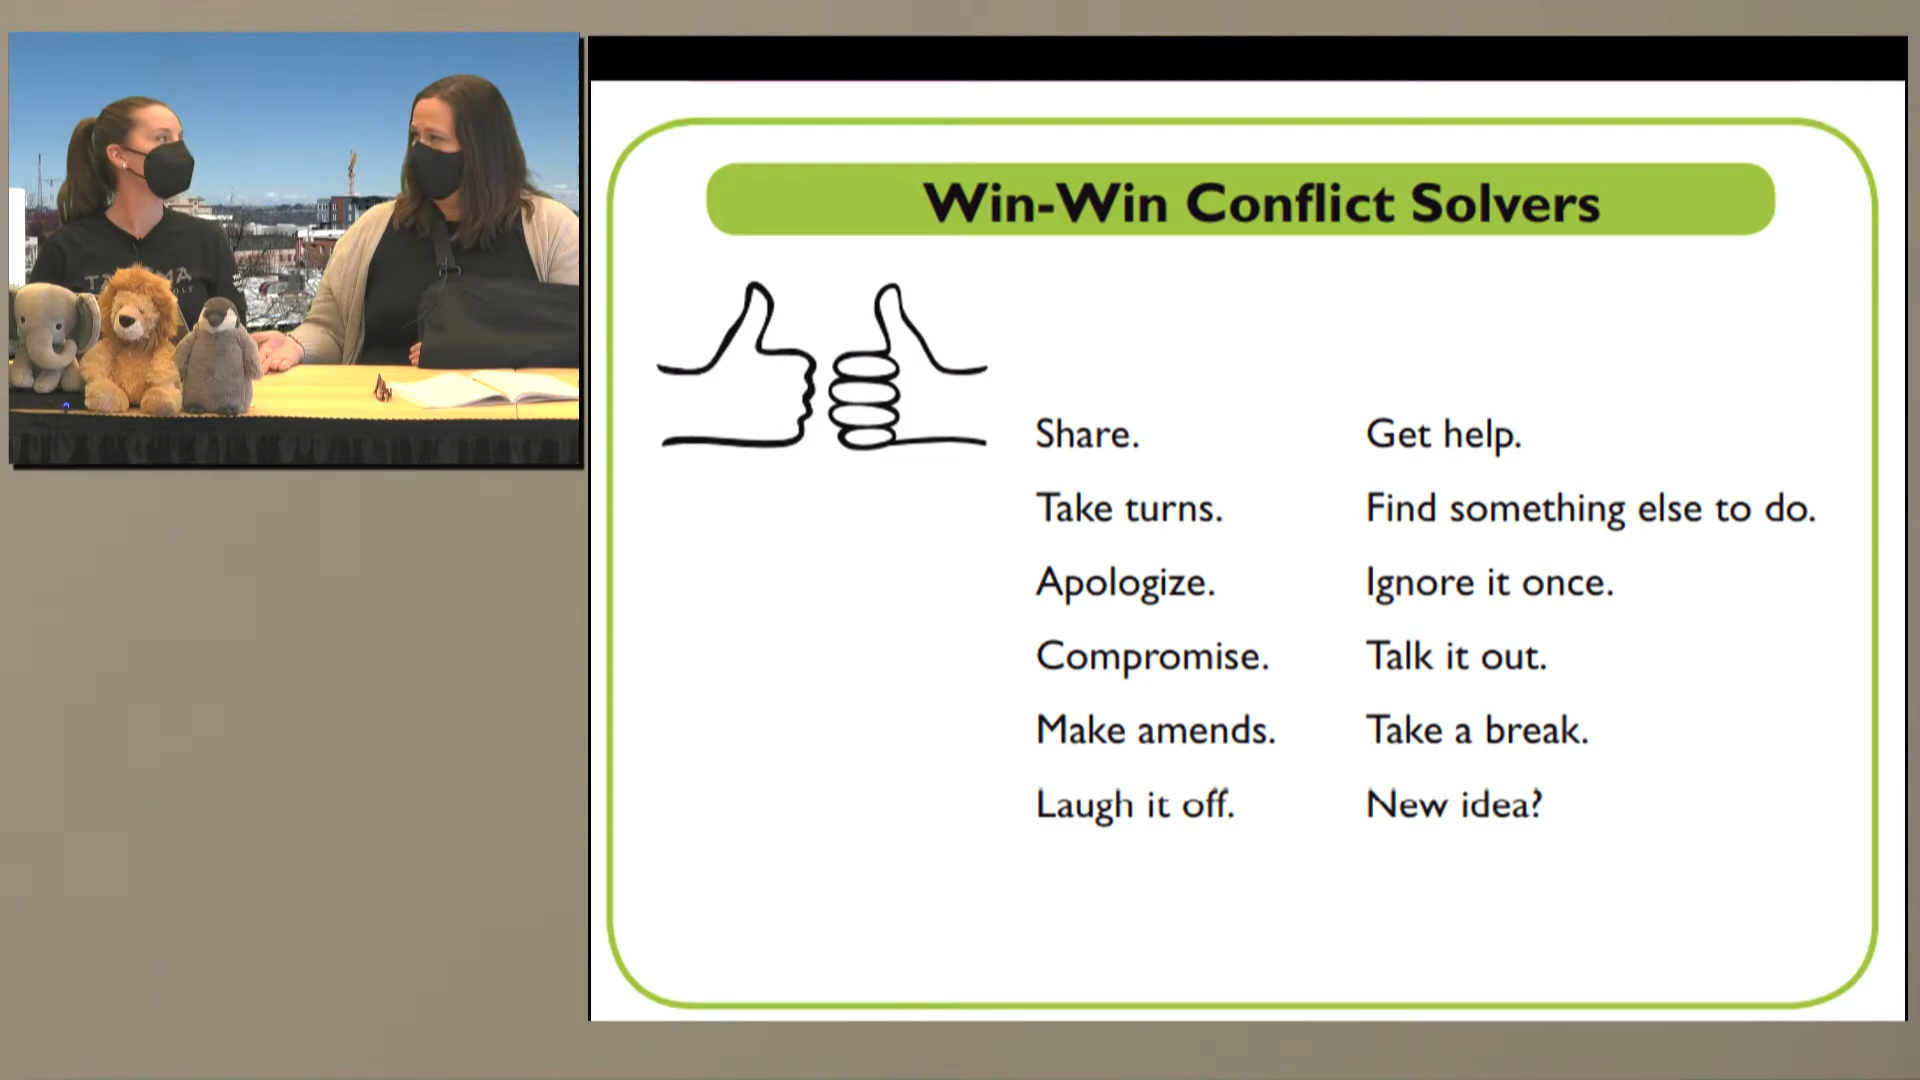 Win-Win Conflict Solvers
Share.
Take turns.
Apologize.
Compromise.
Make amends.
Laugh it off.
Get help.
Find something else to do.
Ignore it once.
Talk it out.
Take a break.
New idea?